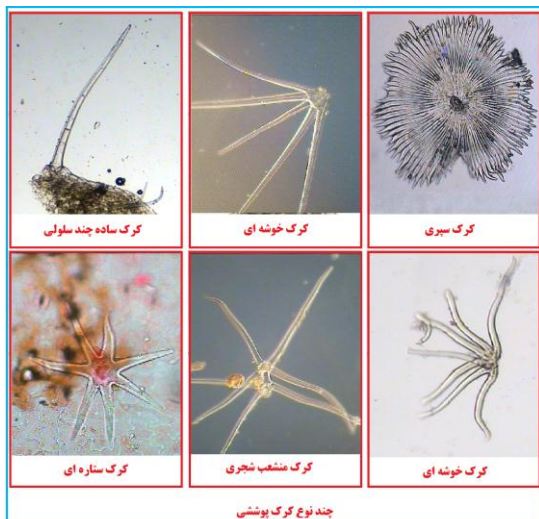 کرک سپری
کرک خوشه ای
کرک ساده چند سلولی
کرک خوشه ای
کرک منشعب شجری
کرک ستاره ای
چند نوع کرک پوششی